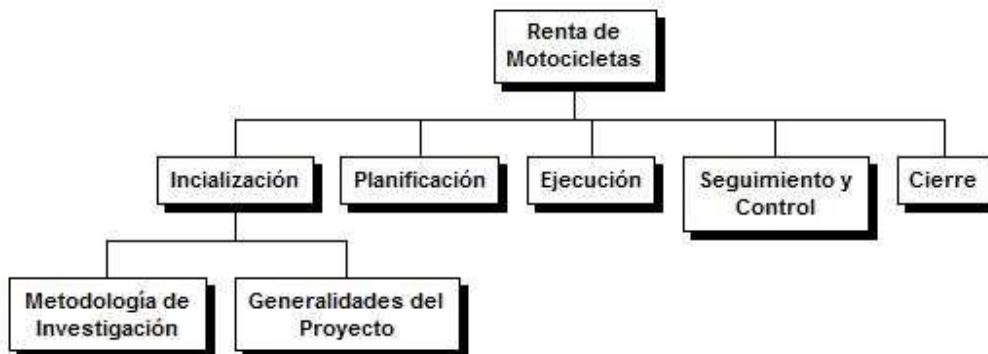 Renta de
Motocicletas
Incialización
Planificación
Ejecución
Seguimiento y
Control
Cierre
Metodología de
Investigación
Generalidades del
Proyecto